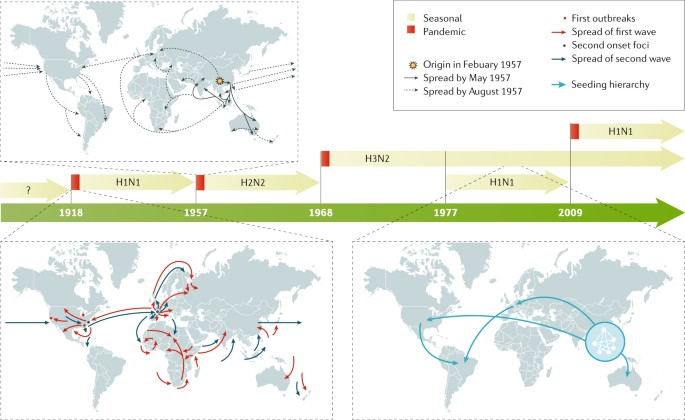 Seasonal
Pandemic
Origin in Febuary 1957
Spread by May 1957
Spread by August 1957
First outbreaks
Spread of first wave
Second onset foci
Spread of second wave
Seeding hierarchy
H1N1
H3N2
?
H1N1
H2N2
H1N1
1918
1957
1968
1977
2009